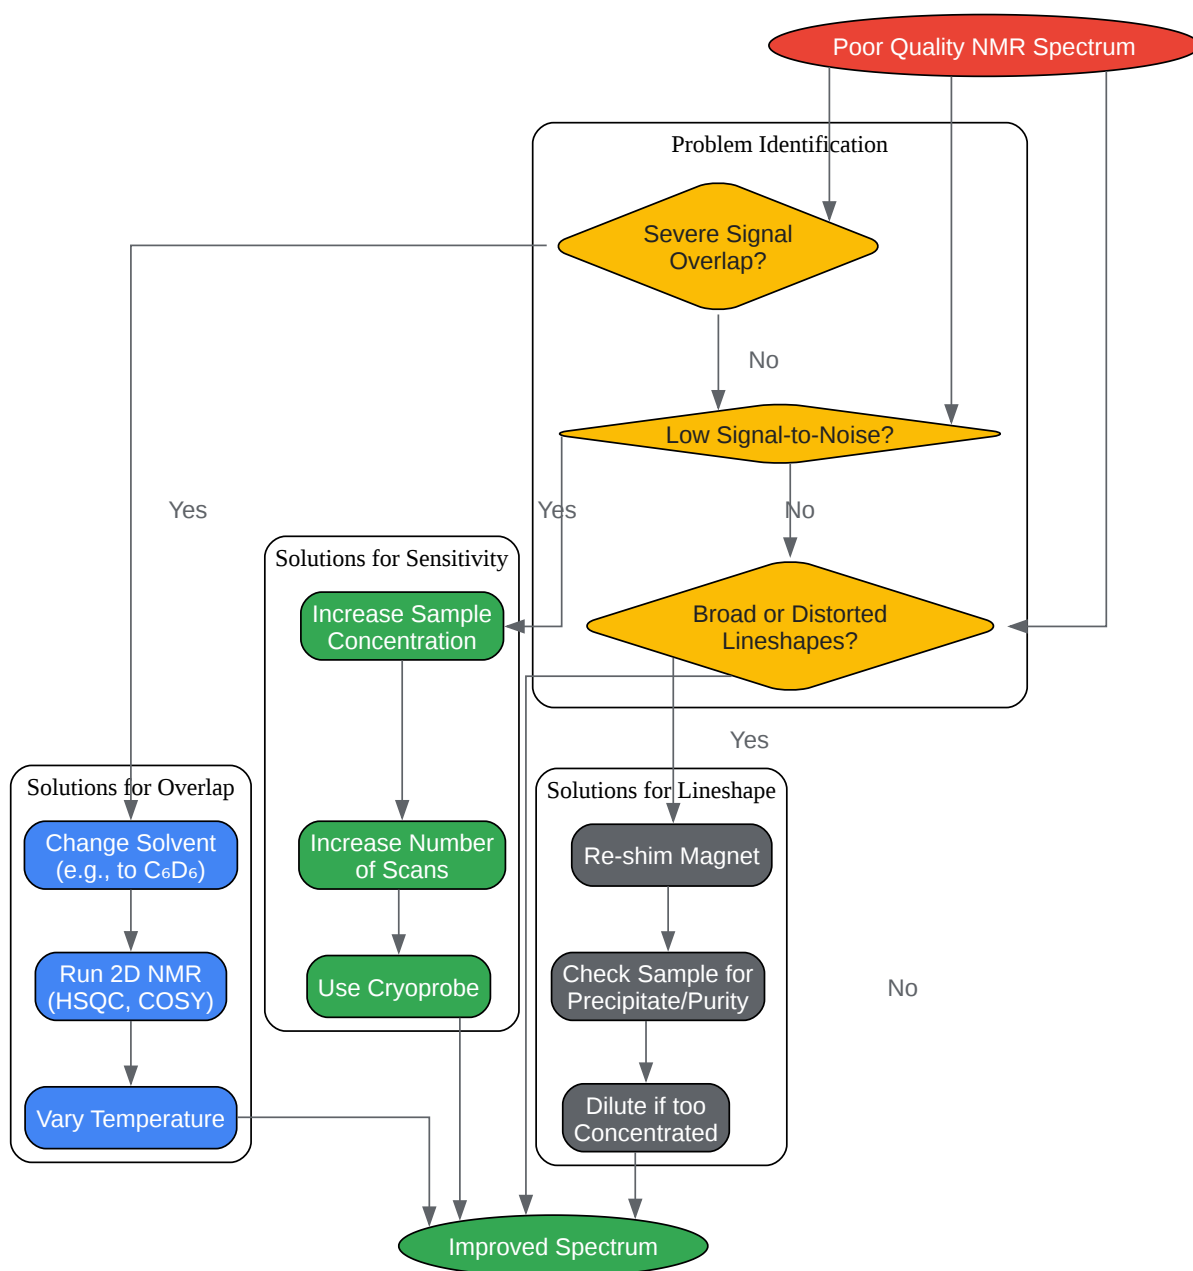 Poor Quality NMR Spectrum
Problem Identification
Severe Signal
Overlap?
No
Low Signal-to-Noise?
Yes
Yes
No
Solutions for Sensitivity
Increase Sample
Concentration
Broad or Distorted
Lineshapes?
Yes
Solutions for Overlap
Solutions for Lineshape
Change Solvent
(e.g., to C₆D₆)
Increase Number
of Scans
Re-shim Magnet
Run 2D NMR
(HSQC, COSY)
Use Cryoprobe
Check Sample for
Precipitate/Purity
No
Vary Temperature
Dilute if too
Concentrated
Improved Spectrum